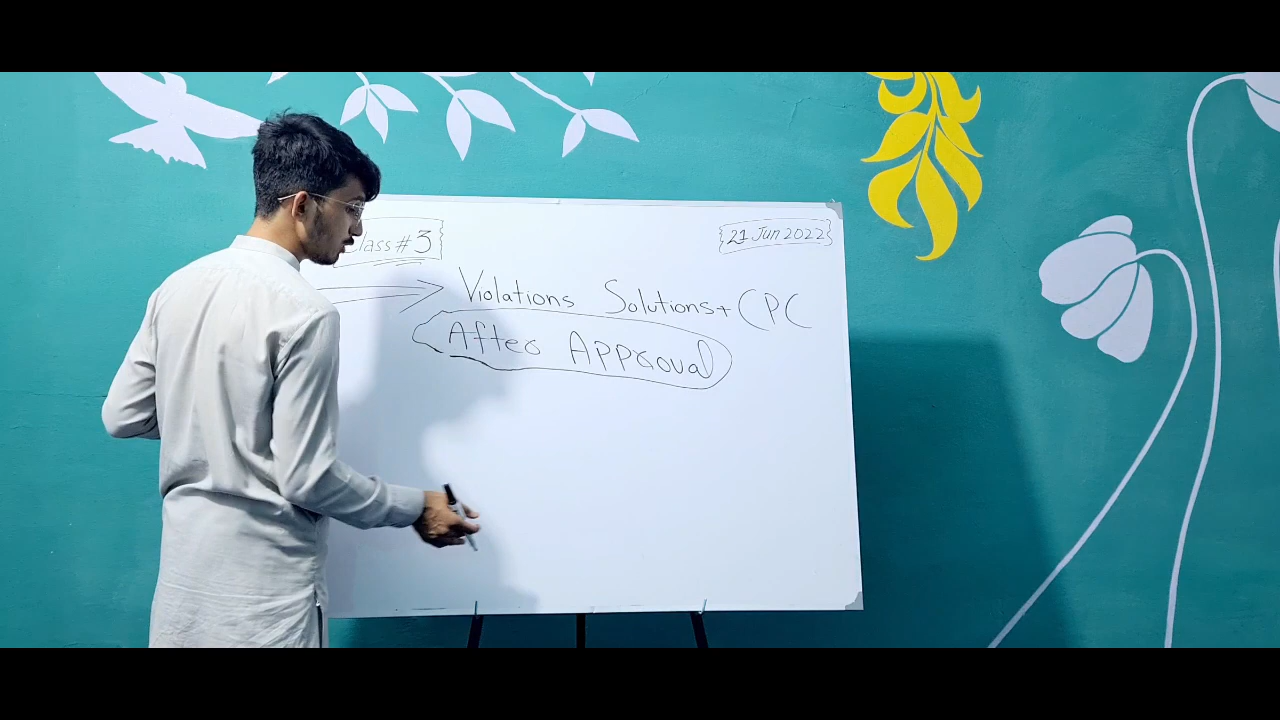 Class # 3
21 Jun 2022
Violations Solutions + CPC
After Approval